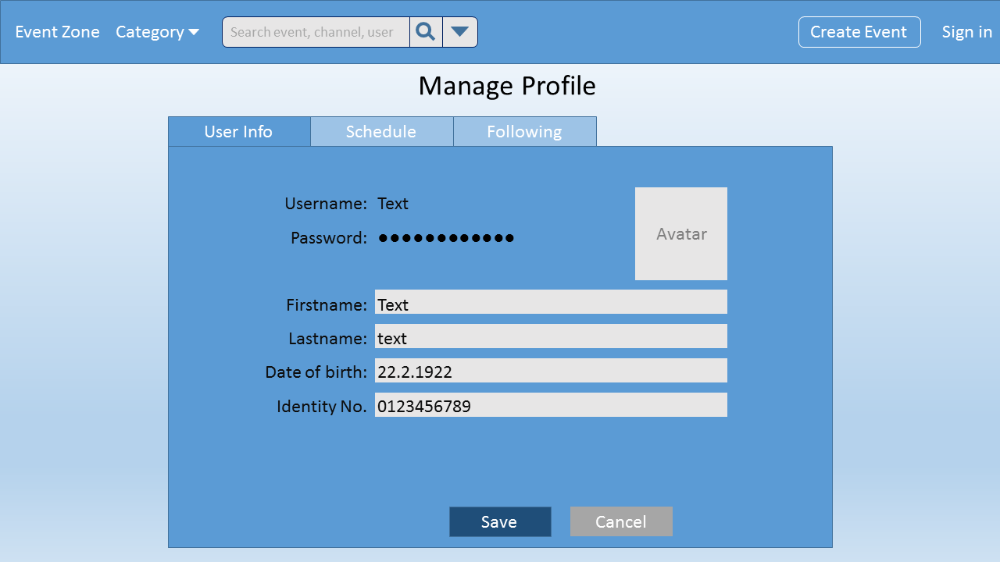 Event Zone Category Search event, channel, user Create Event Sign in
Manage Profile
User Info Schedule Following
Username: Text
Avatar
Password: ●●●●●●●●●●●●
Firstname: Text
Lastname: text
Date of birth: 22.2.1922
Identity No. 0123456789
Save Cancel